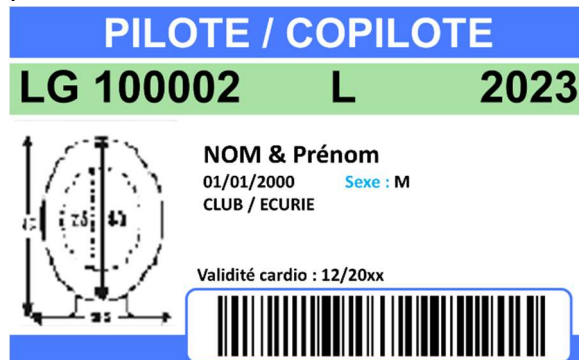 PILOTE / COPILOTE
LG 100002 L 2023
NOM & Prénom
01/01/2000 Sexe : M
CLUB / ECURIE
Validité cardio : 12/20xx